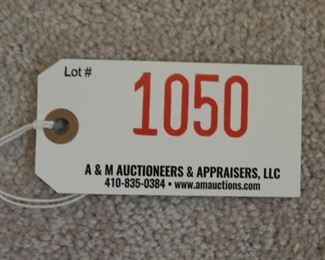 Lot #
1050
A & M AUCTIONEERS & APPRAISERS, LLC
410-835-0384 • www.amauctions.com